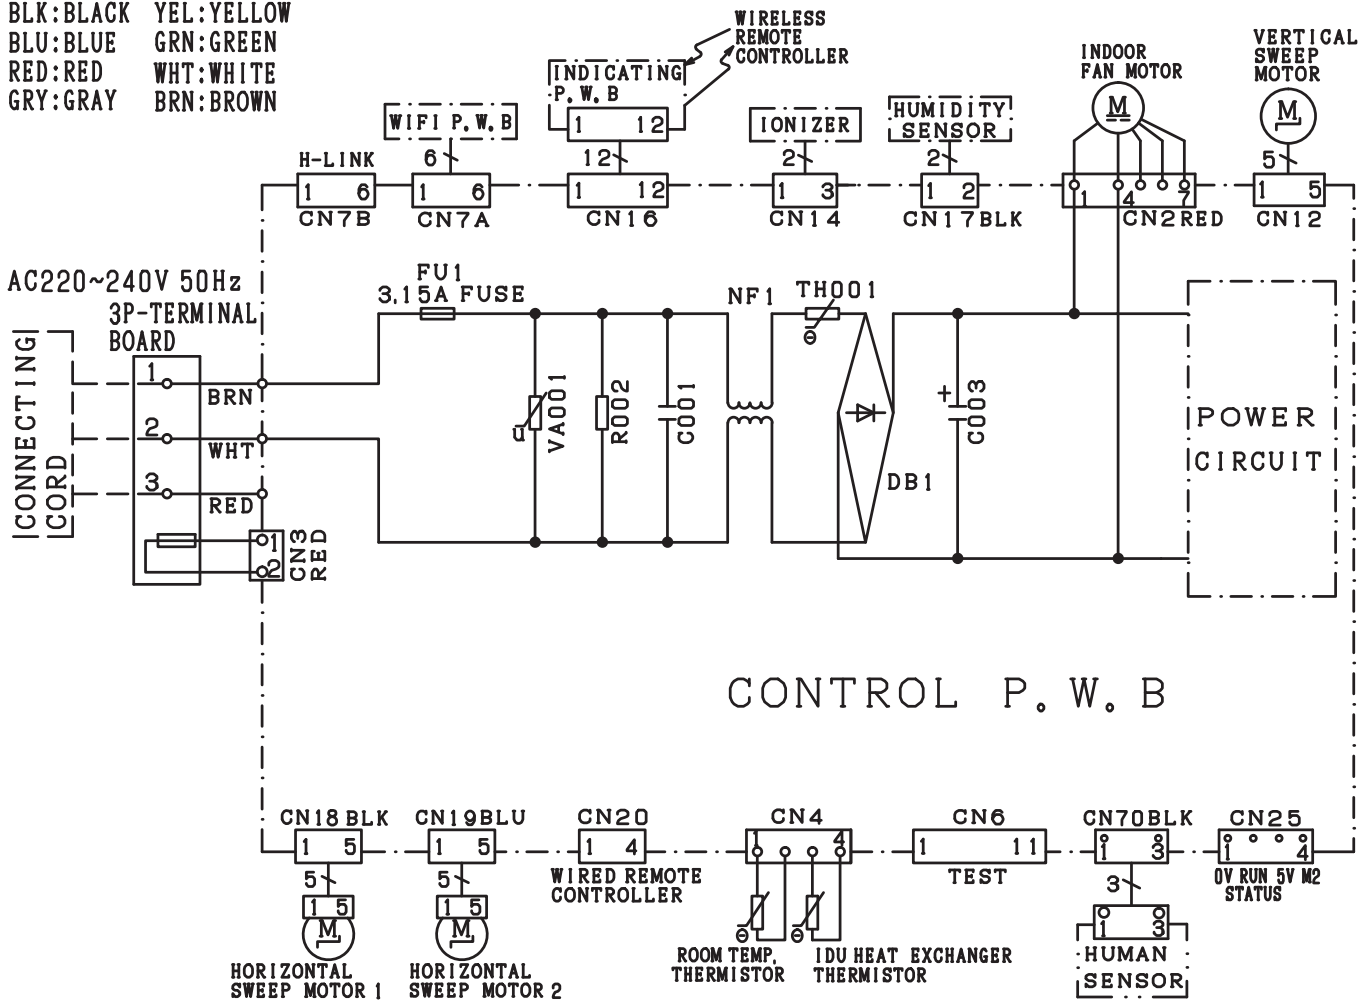 BLK:BLACK YEL:YELLOW
BLU:BLUE GRN:GREEN
RED:RED WHT:WHITE
GRY:GRAY BRN:BROWN
WIRELESS
REMOTE
CONTROLLER
VERTICAL
SWEEP
MOTOR
INDOOR
FAN MOTOR
INDICATING
P.W.B
1 12
WIFI P.W.B
IONIZER
HUMIDITY
SENSOR
M
M
H-LINK
6
12
2
2
5
1 6
1 6
1 12
1 3
1 2
1 4 7
1 5
CN7B
CN7A
CN16
CN14
CN17BLK
CN2RED
CN12
AC220~240V 50Hz
3P-TERMINAL
BOARD
FU1
3.15A FUSE
NF1
TH001
θ
CONNECTING
CORD
1
BRN
2
WHT
3
RED
1
2
CN3
RED
u
VA001
R002
C001
DB1
+
C003
POWER
CIRCUIT
CONTROL P.W.B
CN18 BLK
CN19BLU
CN20
CN4
CN6
CN70BLK
CN25
1 5
1 5
1 4
1 4
1 11
1 3
1 4
WIRED REMOTE
CONTROLLER
TEST
0V RUN 5V M2
STATUS
5
5
3
1 5
1 5
M
M
θ
θ
1 3
HORIZONTAL
SWEEP MOTOR 1
HORIZONTAL
SWEEP MOTOR 2
ROOM TEMP.
THERMISTOR
IDU HEAT EXCHANGER
THERMISTOR
HUMAN
SENSOR